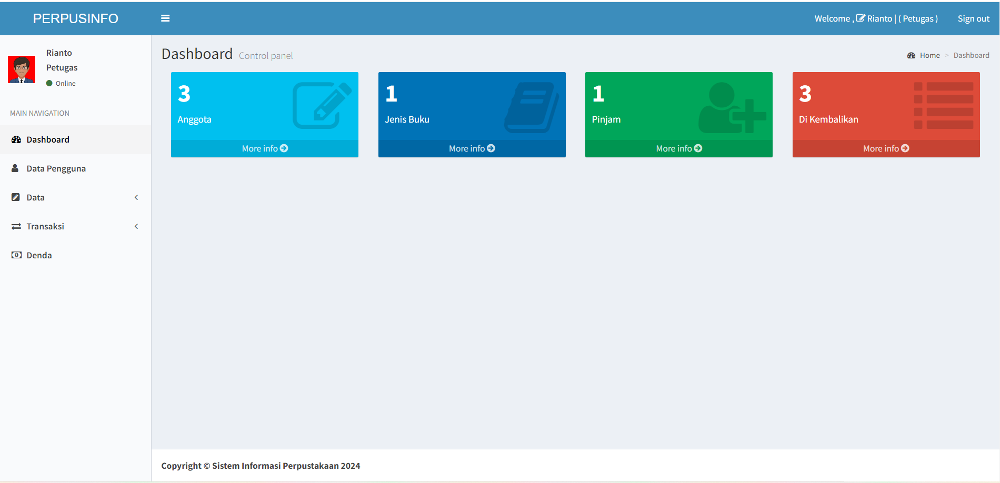 PERPUSINFO
Welcome , Rianto | ( Petugas )
Sign out
Rianto
Petugas
Online
MAIN NAVIGATION
Dashboard
Data Pengguna
Data
Transaksi
Denda
Dashboard Control panel
Home > Dashboard
3
Anggota
More info
1
Jenis Buku
More info
1
Pinjam
More info
3
Di Kembalikan
More info
Copyright © Sistem Informasi Perpustakaan 2024